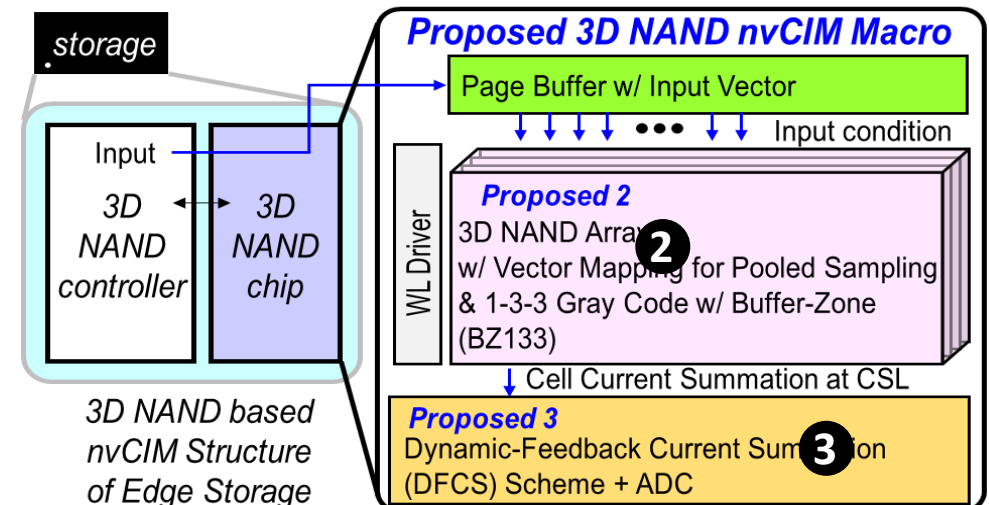 .storage
Proposed 3D NAND nvCIM Macro
Page Buffer w/ Input Vector
Input condition
Input
3D NAND controller
3D NAND chip
WL Driver
Proposed 2
3D NAND Array
2
w/ Vector Mapping for Pooled Sampling
& 1-3-3 Gray Code w/ Buffer-Zone
(BZ133)
Cell Current Summation at CSL
3D NAND based
nvCIM Structure
of Edge Storage
Proposed 3
Dynamic-Feedback Current Summation
3
(DFCS) Scheme + ADC